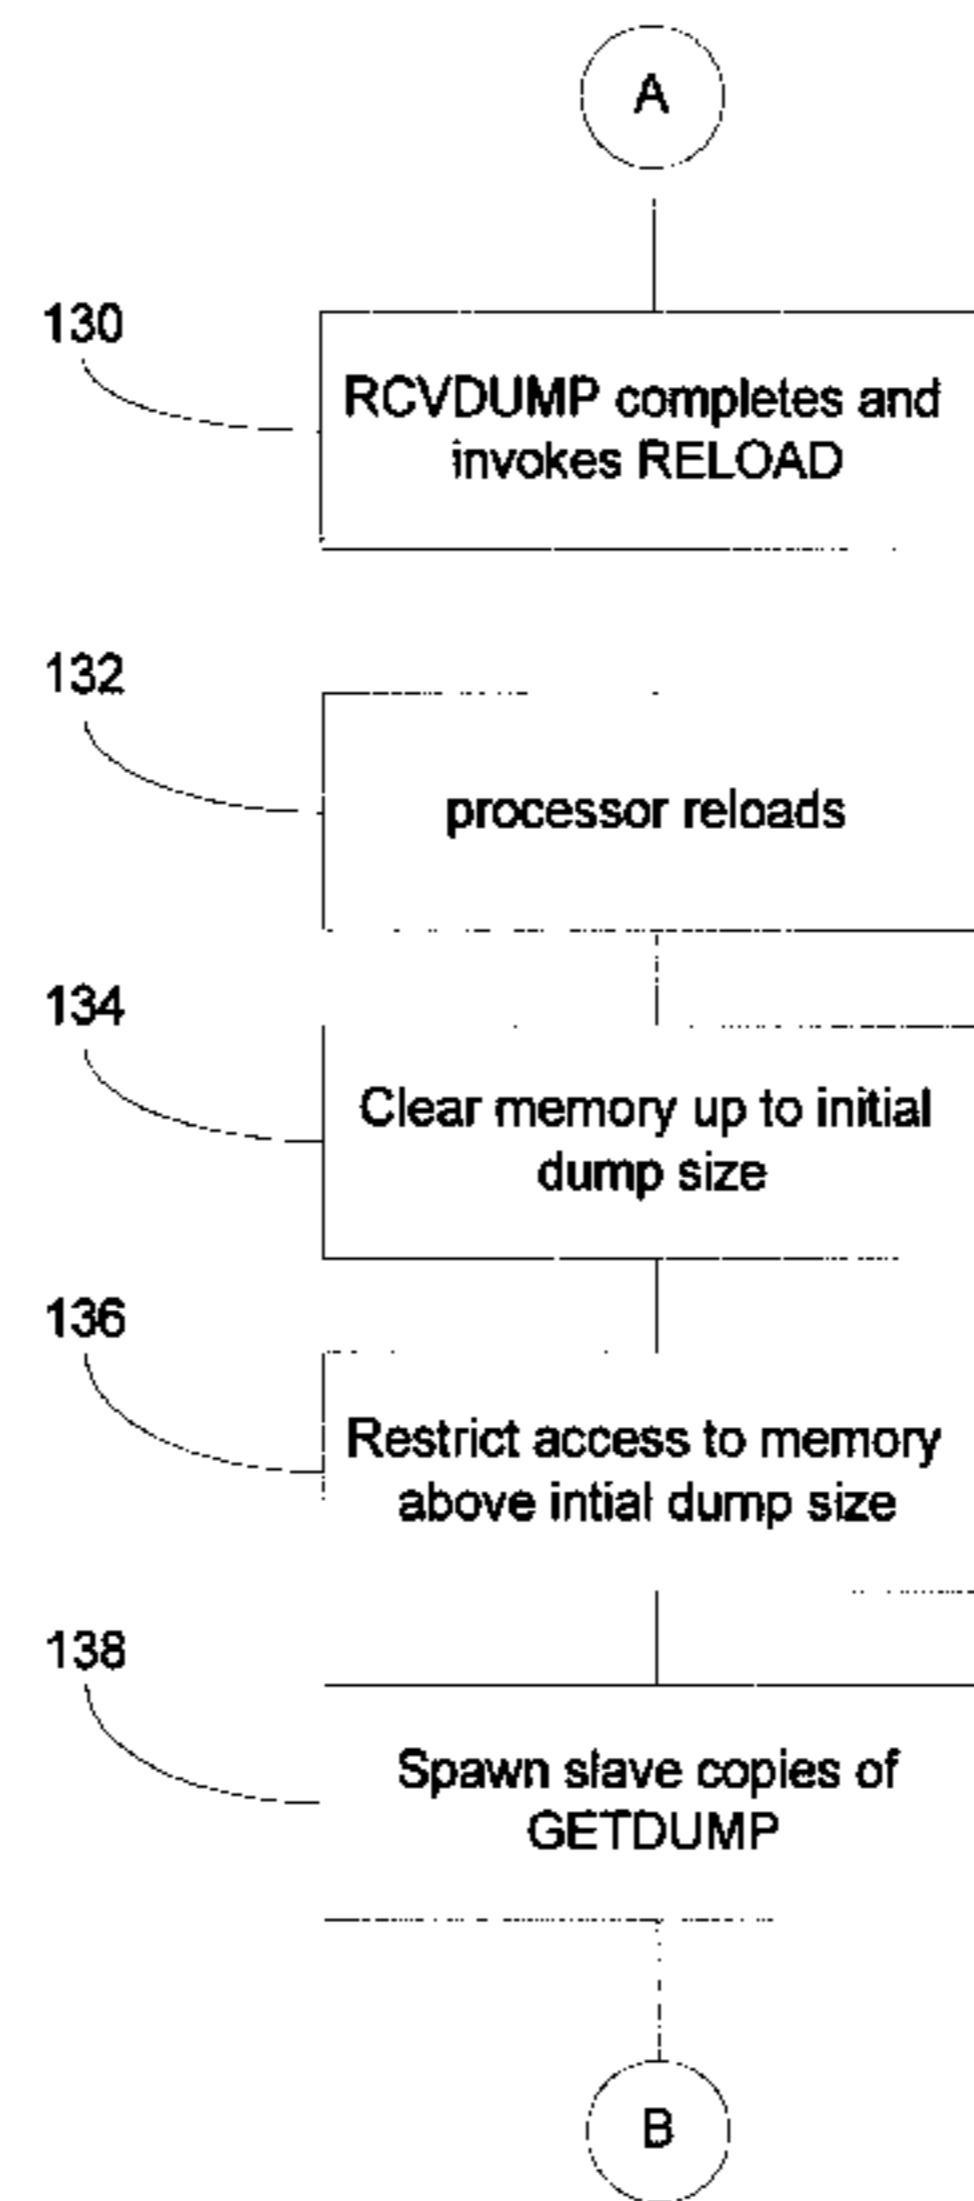 A
130
RCVDUMP completes and
invokes RELOAD
132
processor reloads
134
Clear memory up to initial
dump size
136
Restrict access to memory
above intial dump size
138
Spawn slave copies of
GETDUMP
B